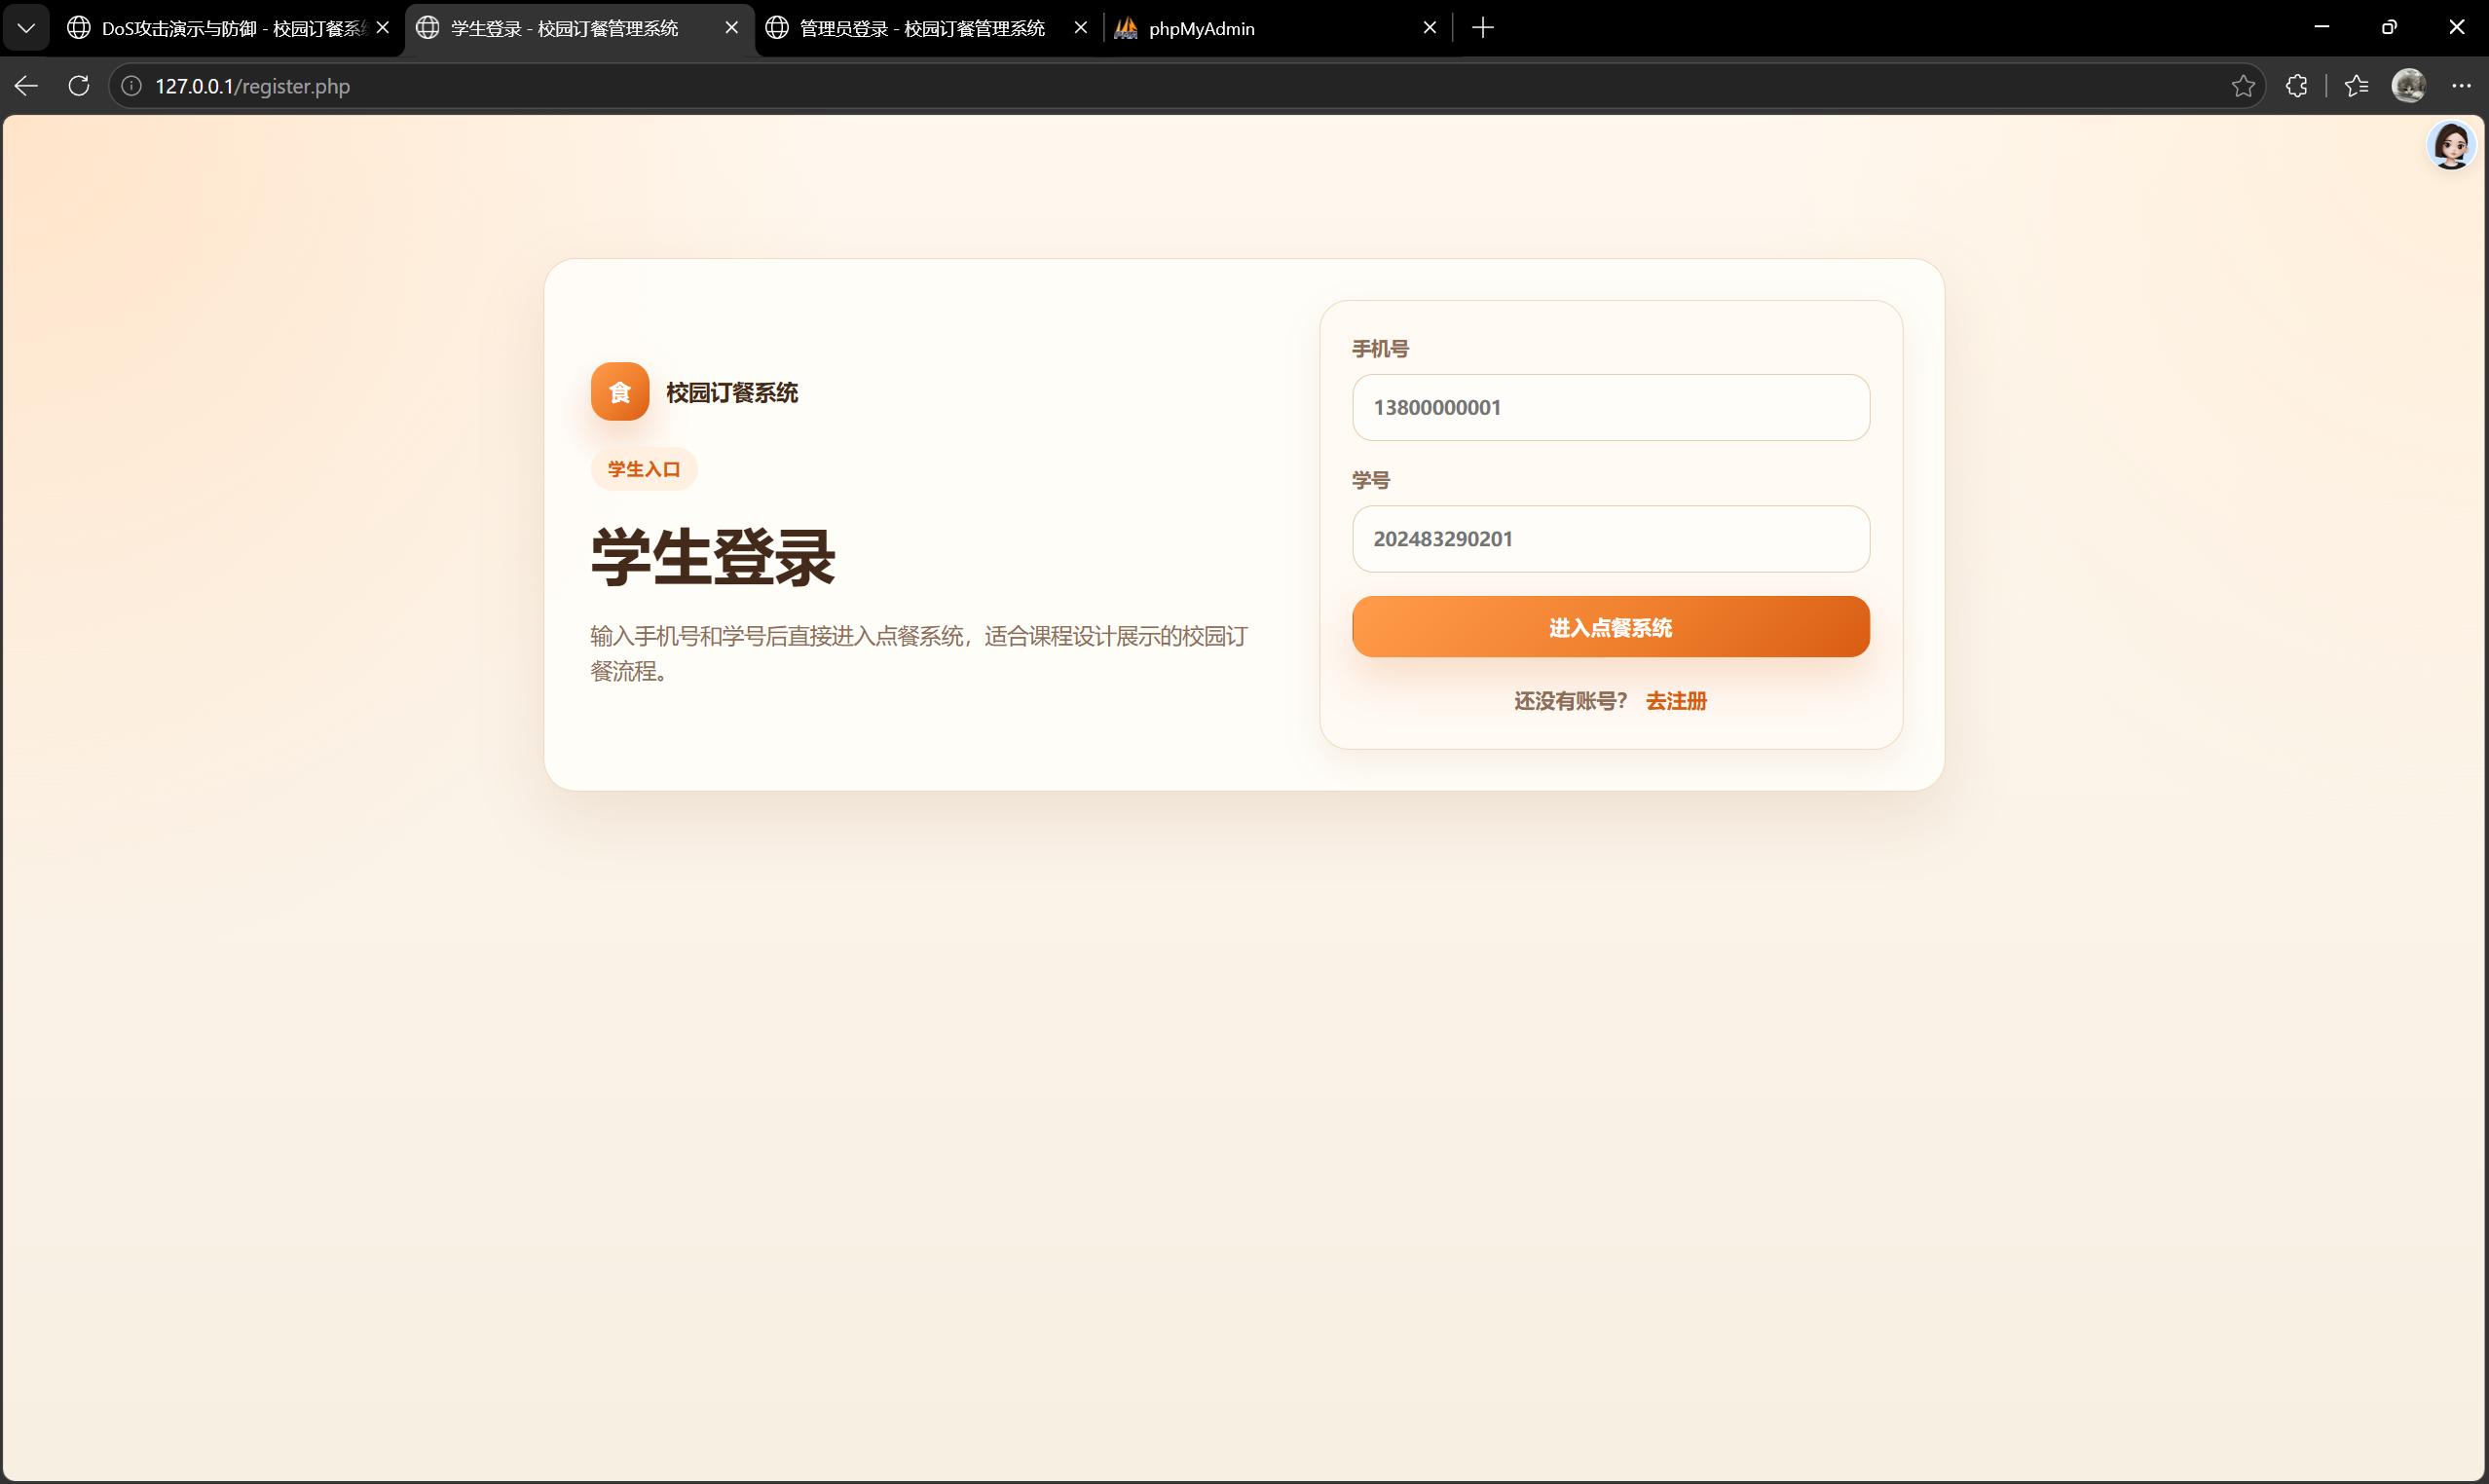 DoS攻击演示与防御 - 校园订餐系
学生登录 - 校园订餐管理系统
管理员登录 - 校园订餐管理系统
phpMyAdmin
127.0.0.1/register.php
食
校园订餐系统
学生入口
学生登录
输入手机号和学号后直接进入点餐系统，适合课程设计展示的校园订
餐流程。
手机号
13800000001
学号
202483290201
进入点餐系统
还没有账号？ 去注册